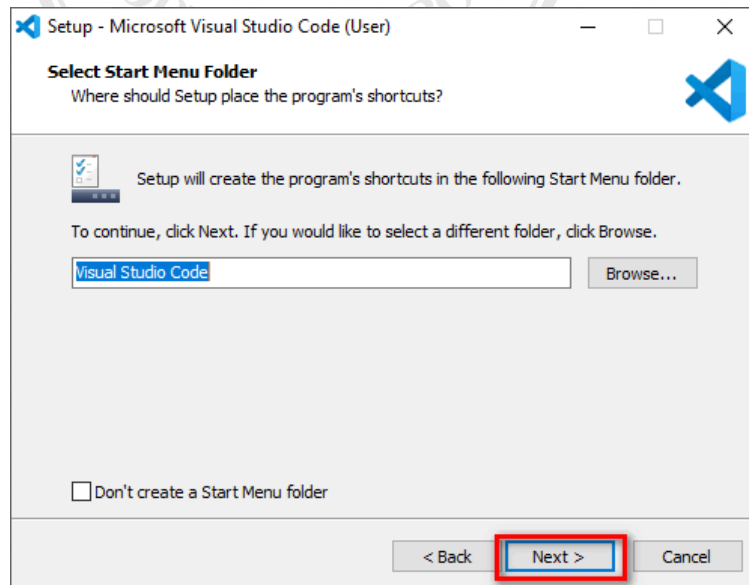 Setup - Microsoft Visual Studio Code (User)
Select Start Menu Folder
Where should Setup place the program's shortcuts?
Setup will create the program's shortcuts in the following Start Menu folder.
To continue, click Next. If you would like to select a different folder, click Browse.
Visual Studio Code
Browse...
Don't create a Start Menu folder
< Back
Next >
Cancel